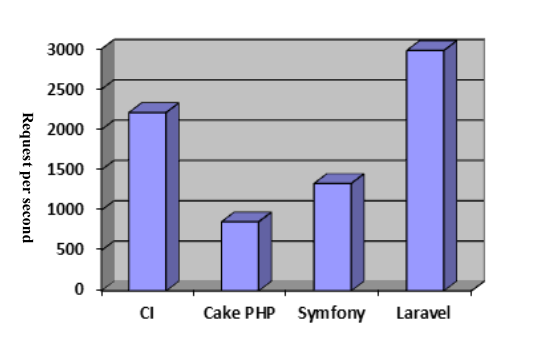 3000
2500
2000
1500
1000
500
0
Request per second
CI
Cake PHP
Symfony
Laravel